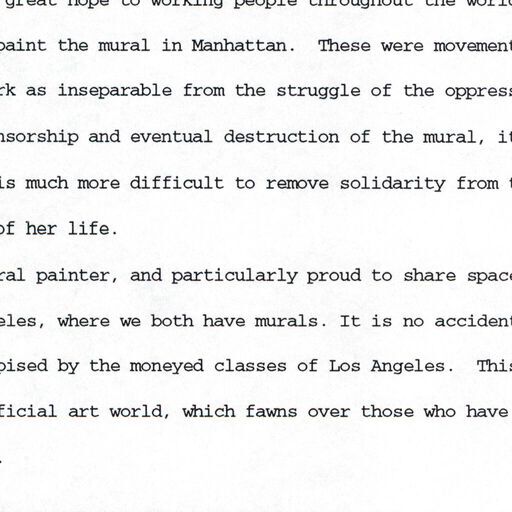 great hope to working people throughout the world
paint the mural in Manhattan.  These were movement
rk as inseparable from the struggle of the oppress
nsorship and eventual destruction of the mural, it
is much more difficult to remove solidarity from t
of her life.
ral painter, and particularly proud to share space
eles, where we both have murals. It is no accident
pised by the moneyed classes of Los Angeles.  This
ficial art world, which fawns over those who have
.